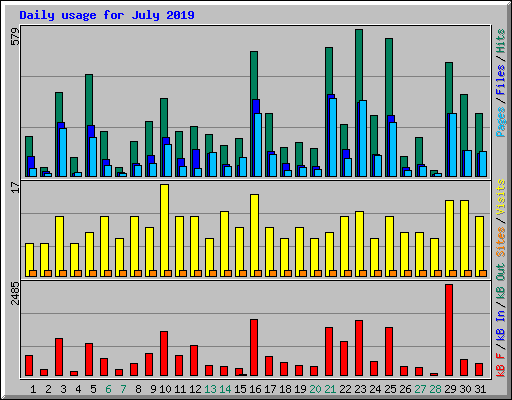 Daily usage for July 2019
579
Pages / Files / Hits
17
Sites / Visits
2485
kB F / kB In / kB Out
1 2 3 4 5 6 7 8 9 10 11 12 13 14 15 16 17 18 19 20 21 22 23 24 25 26 27 28 29 30 31